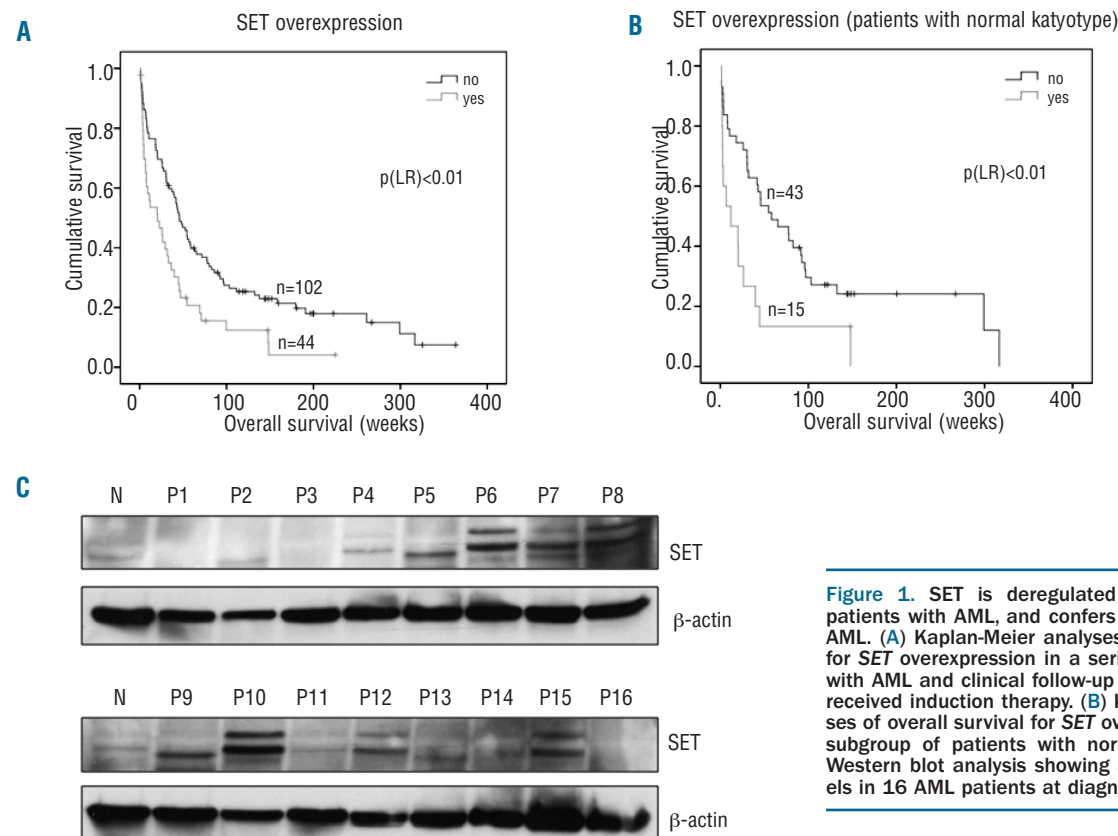 A
SET overexpression
Cumulative survival
1.0
0.8
0.6
0.4
0.2
0.0
no
yes
p(LR)<0.01
n=102
n=44
0 100 200 300 400
Overall survival (weeks)
B
SET overexpression (patients with normal katyotype)
Cumulative survival
1.0
0.8
0.6
0.4
0.2
0.0
no
yes
p(LR)<0.01
n=43
n=15
0. 100 200 300 400
Overall survival (weeks)
C
N P1 P2 P3 P4 P5 P6 P7 P8
SET
β-actin
N P9 P10 P11 P12 P13 P14 P15 P16
SET
β-actin
Figure 1. SET is deregulated
patients with AML, and confers
AML. (A) Kaplan-Meier analyses
for SET overexpression in a seri
with AML and clinical follow-up
received induction therapy. (B)
ses of overall survival for SET ov
subgroup of patients with nor
Western blot analysis showing
els in 16 AML patients at diagn